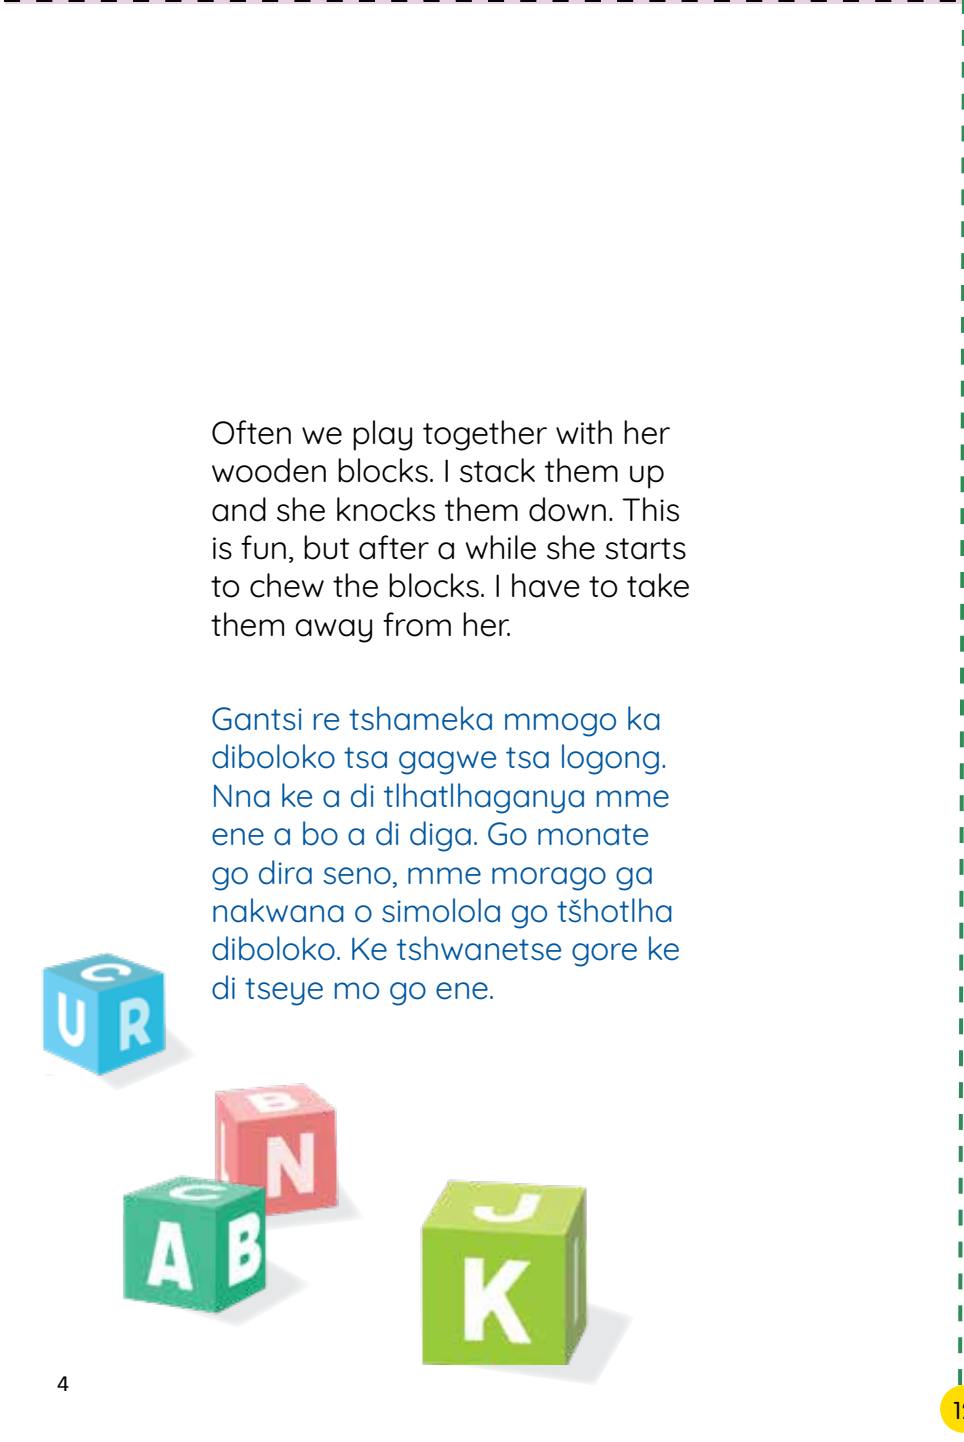 Often we play together with her
wooden blocks. I stack them up
and she knocks them down. This
is fun, but after a while she starts
to chew the blocks. I have to take
them away from her.
Gantsi re tshameka mmogo ka
diboloko tsa gagwe tsa logong.
Nna ke a di tlhatlhaganya mme
ene a bo a di diga. Go monate
go dira seno, mme morago ga
nakwana o simolola go tšhotlha
diboloko. Ke tshwanetse gore ke
di tseye mo go ene.
C
U R
B
N
C
A B
J
K
4